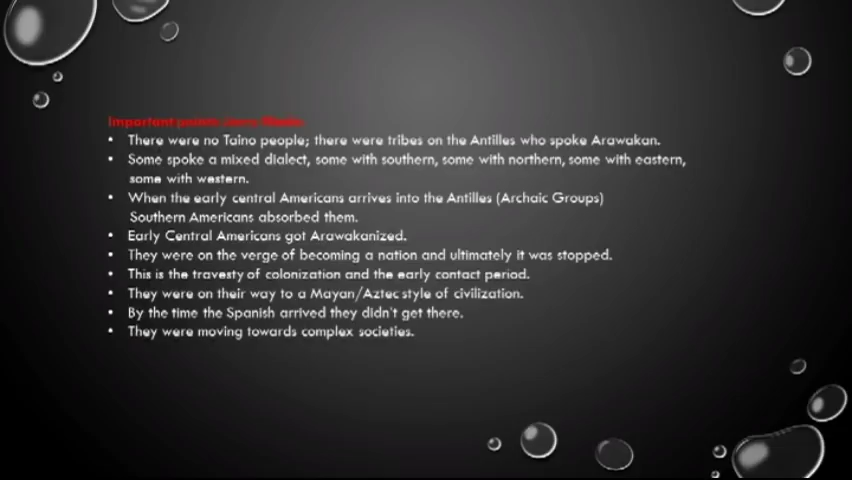 Important points
• There were no Taino people; there were tribes on the Antilles who spoke Arawakan.
• Some spoke a mixed dialect, some with southern, some with northern, some with eastern,
some with western.
• When the early central Americans arrives into the Antilles (Archaic Groups)
Southern Americans absorbed them.
• Early Central Americans got Arawakanized.
• They were on the verge of becoming a nation and ultimately it was stopped.
• This is the travesty of colonization and the early contact period.
• They were on their way to a Mayan/Aztec style of civilization.
• By the time the Spanish arrived they didn't get there.
• They were moving towards complex societies.